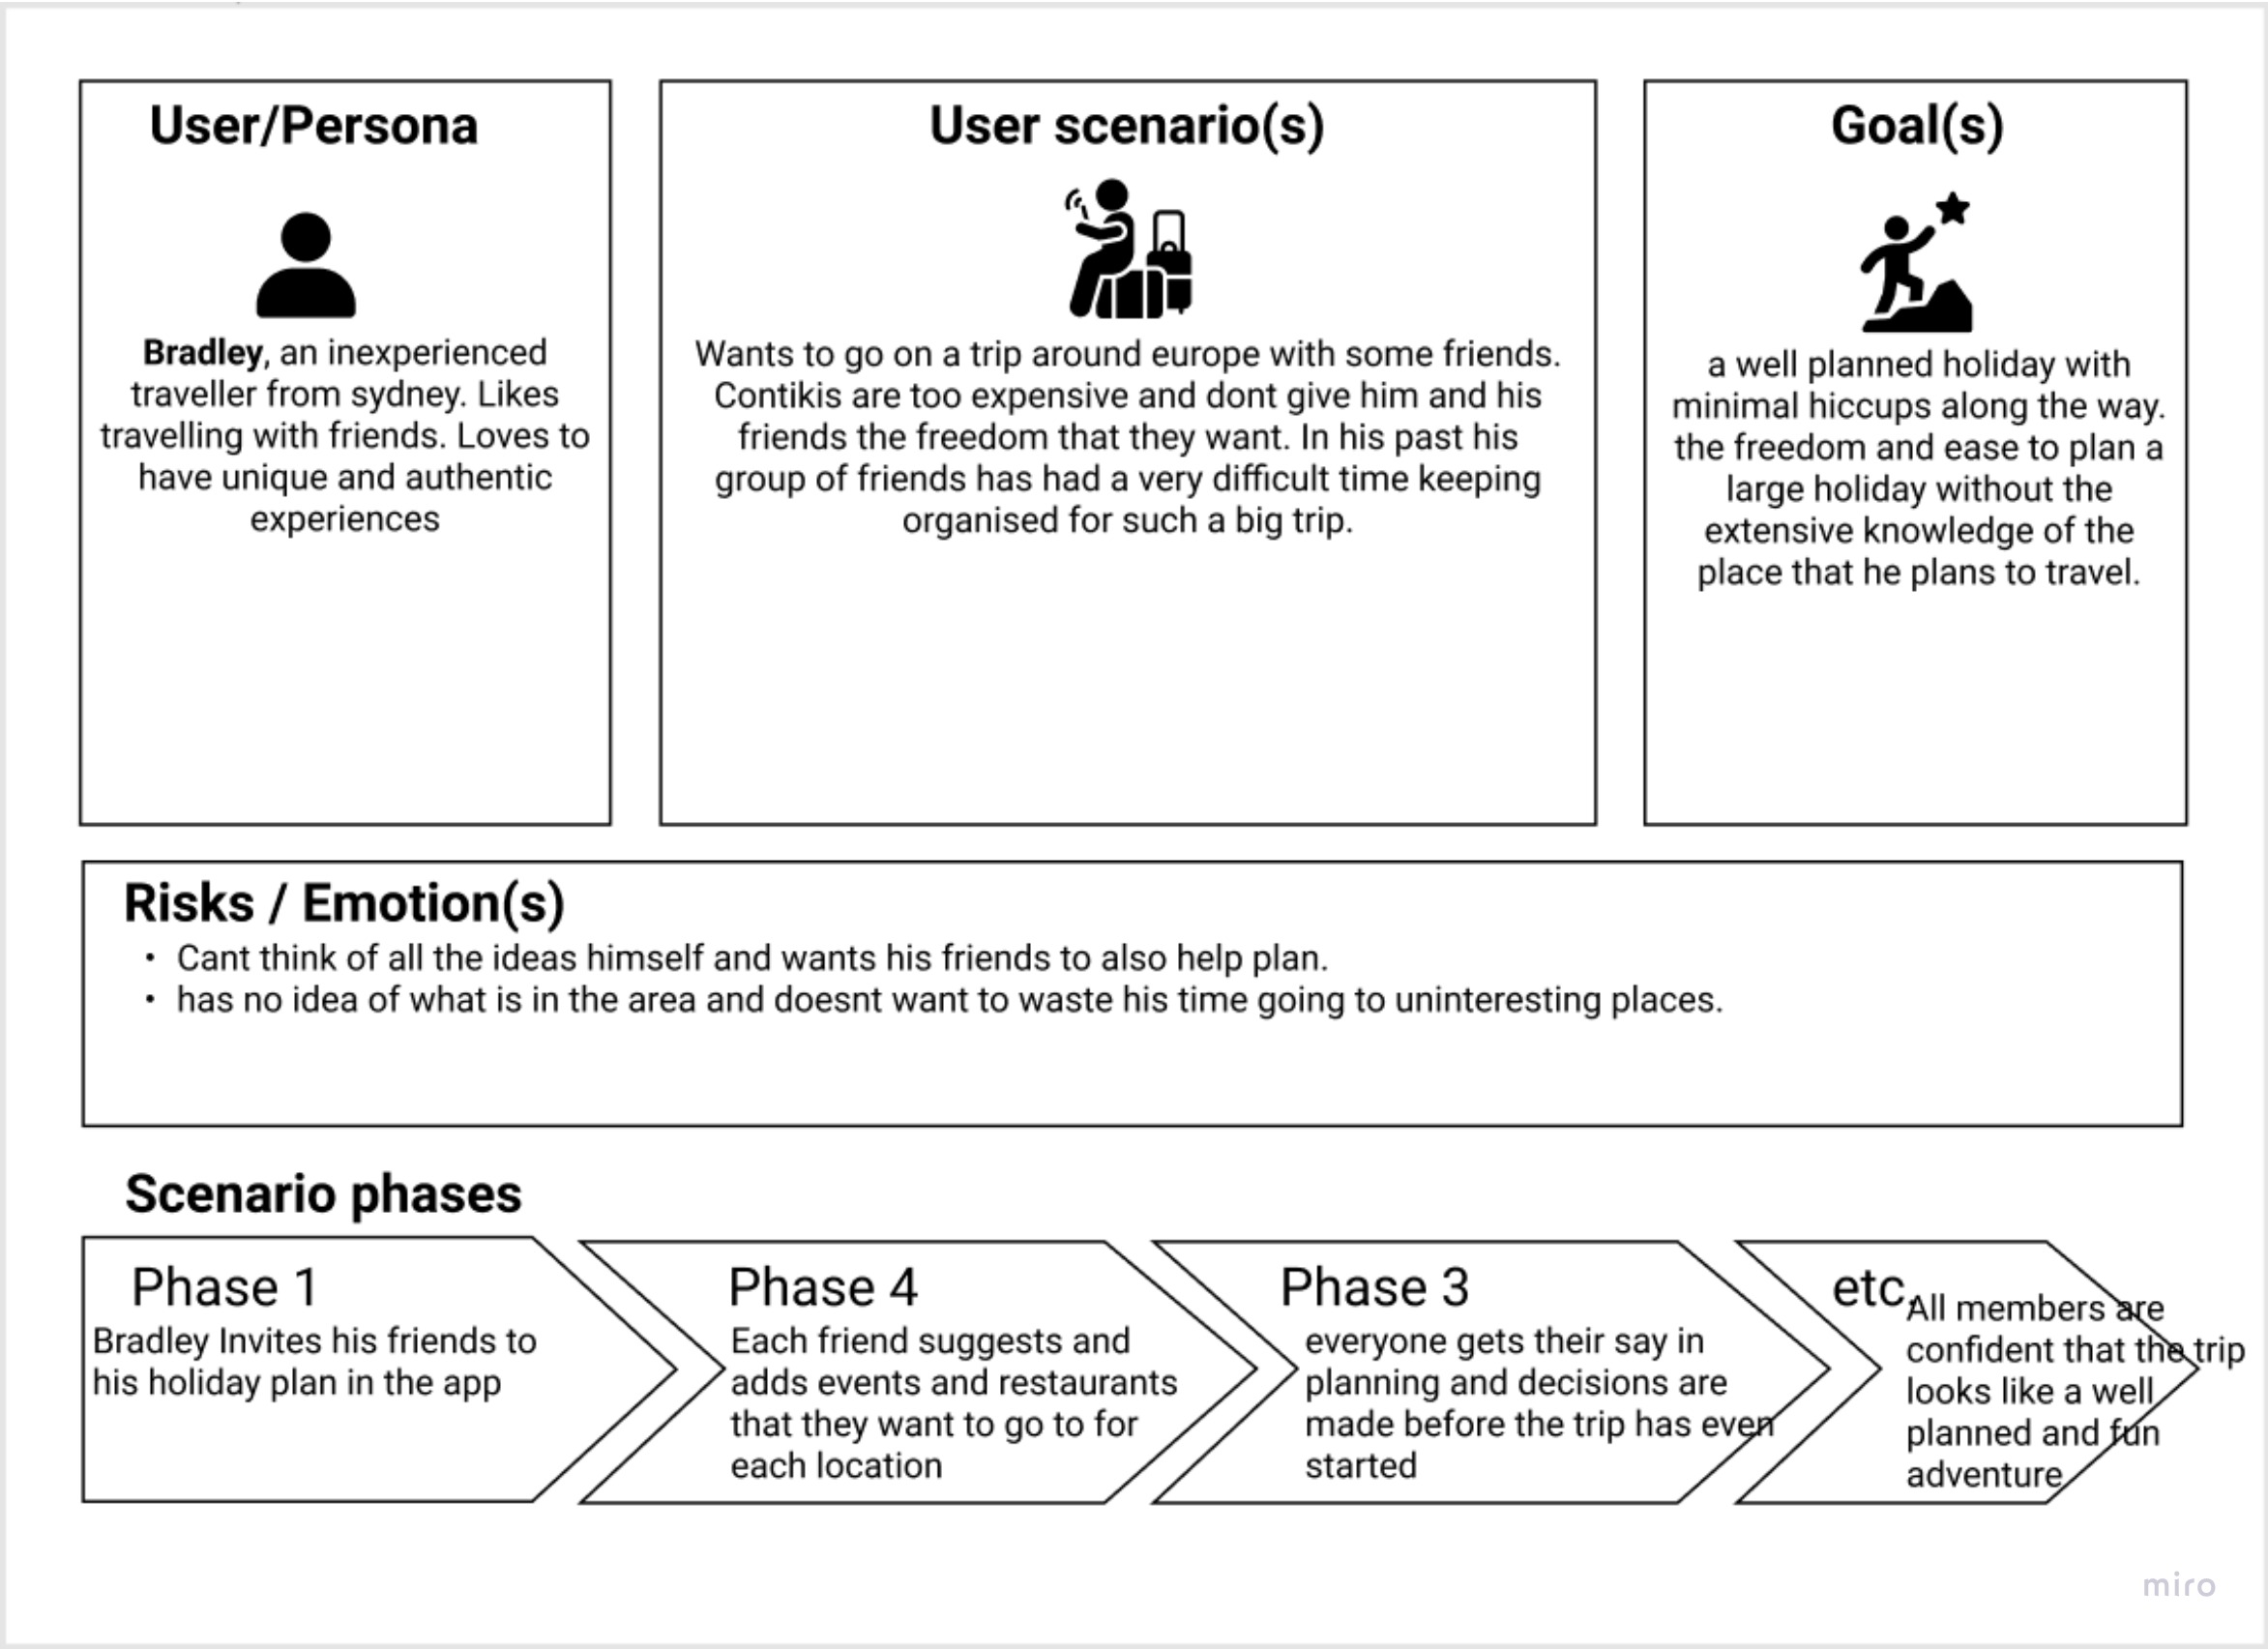 User/Persona
Bradley, an inexperienced
traveller from sydney. Likes
travelling with friends. Loves to
have unique and authentic
experiences
User scenario(s)
Wants to go on a trip around europe with some friends.
Contikis are too expensive and dont give him and his
friends the freedom that they want. In his past his
group of friends has had a very difficult time keeping
organised for such a big trip.
Goal(s)
a well planned holiday with
minimal hiccups along the way.
the freedom and ease to plan a
large holiday without the
extensive knowledge of the
place that he plans to travel.
Risks / Emotion(s)
• Cant think of all the ideas himself and wants his friends to also help plan.
• has no idea of what is in the area and doesnt want to waste his time going to uninteresting places.
Scenario phases
Phase 1
Bradley Invites his friends to
his holiday plan in the app
Phase 4
Each friend suggests and
adds events and restaurants
that they want to go to for
each location
Phase 3
everyone gets their say in
planning and decisions are
made before the trip has even
started
etc.
All members are
confident that the trip
looks like a well
planned and fun
adventure
miro